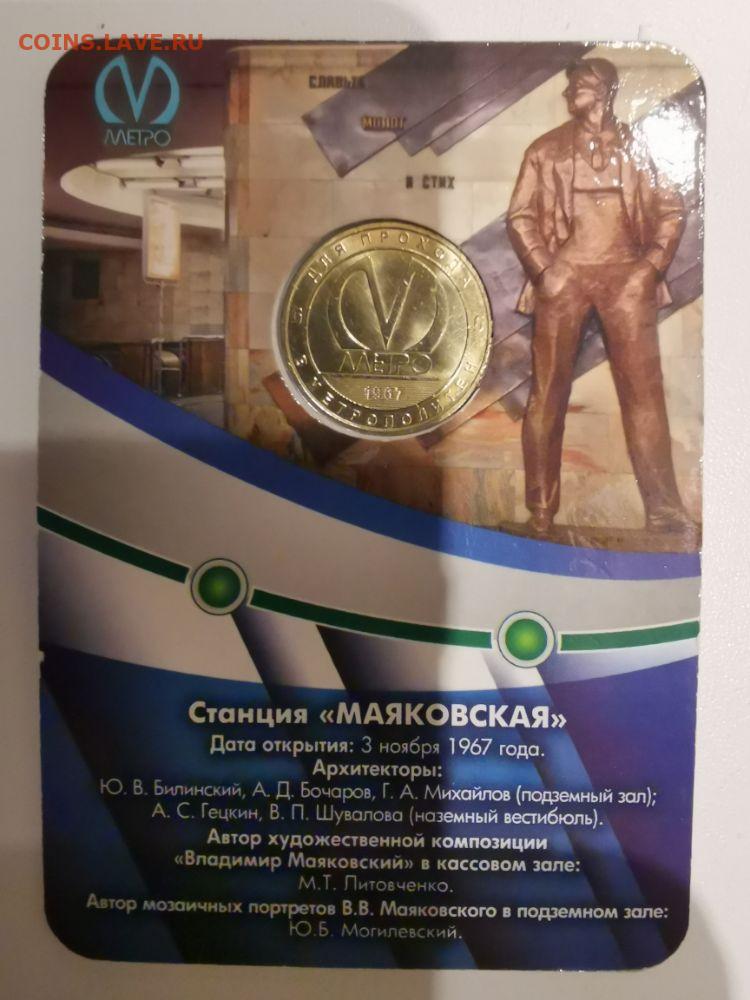 COINS.LAVE.RU
МЕТРО
СЛАВЬТЕ
МОЛОТ
И СТИХ
ДЛЯ ПРОХОДА
В МЕТРОПОЛИТЕН
МЕТРО
1967
Станция «МАЯКОВСКАЯ»
Дата открытия: 3 ноября 1967 года.
Архитекторы:
Ю. В. Билинский, А. Д. Бочаров, Г. А. Михайлов (подземный зал);
А. С. Гецкин, В. П. Шувалова (наземный вестибюль).
Автор художественной композиции
«Владимир Маяковский» в кассовом зале:
М.Т. Литовченко.
Автор мозаичных портретов В.В. Маяковского в подземном зале:
Ю.Б. Могилевский.